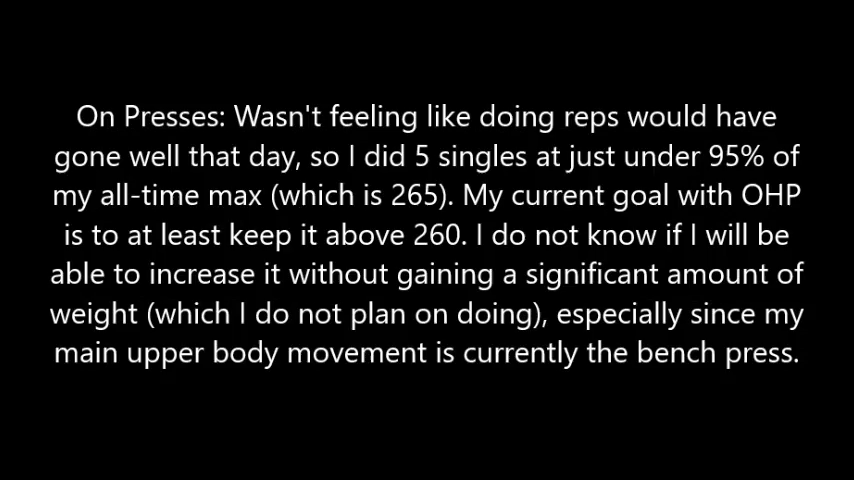 On Presses: Wasn't feeling like doing reps would have
gone well that day, so I did 5 singles at just under 95% of
my all-time max (which is 265). My current goal with OHP
is to at least keep it above 260. I do not know if I will be
able to increase it without gaining a significant amount of
weight (which I do not plan on doing), especially since my
main upper body movement is currently the bench press.